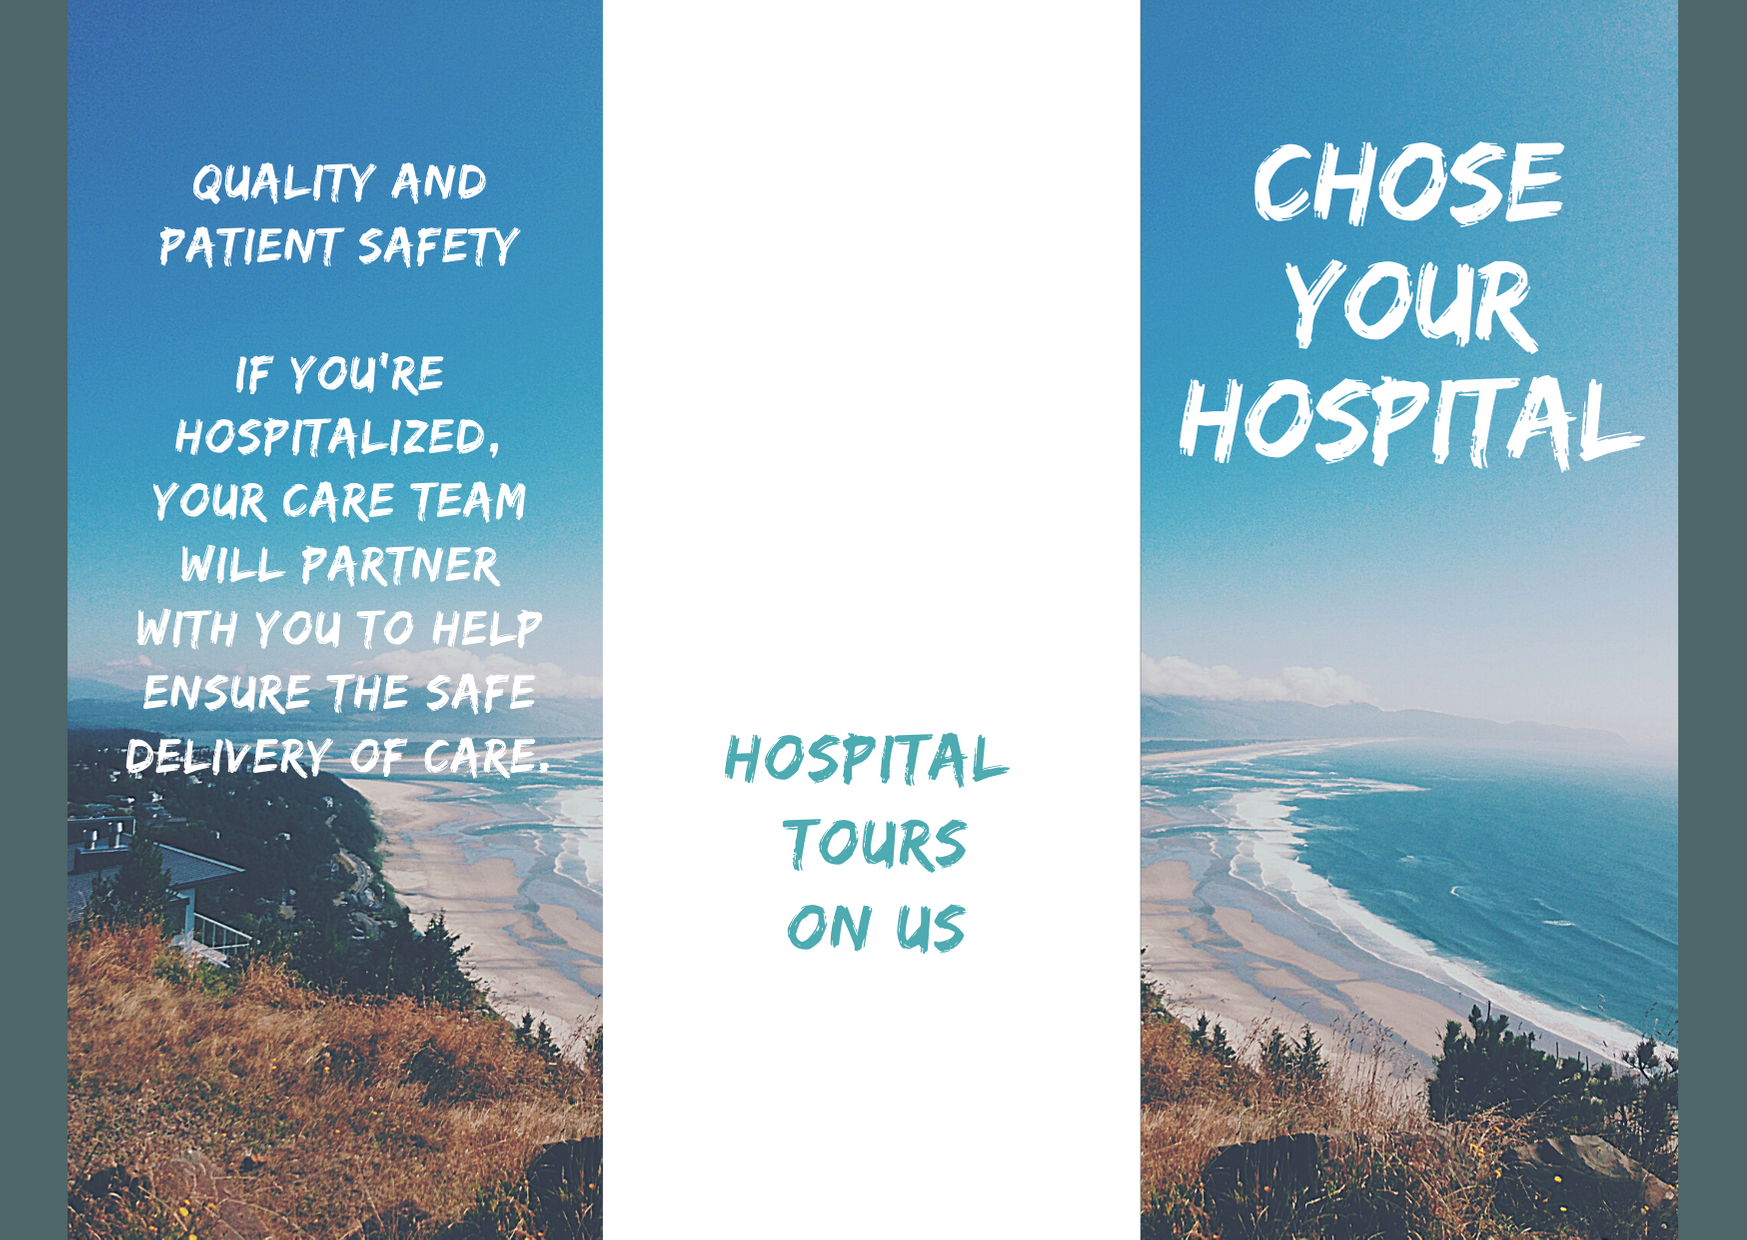 QUALITY AND
PATIENT SAFETY
IF YOU'RE
HOSPITALIZED,
YOUR CARE TEAM
WILL PARTNER
WITH YOU TO HELP
ENSURE THE SAFE
DELIVERY OF CARE.
HOSPITAL
TOURS
ON US
CHOSE
YOUR
HOSPITAL